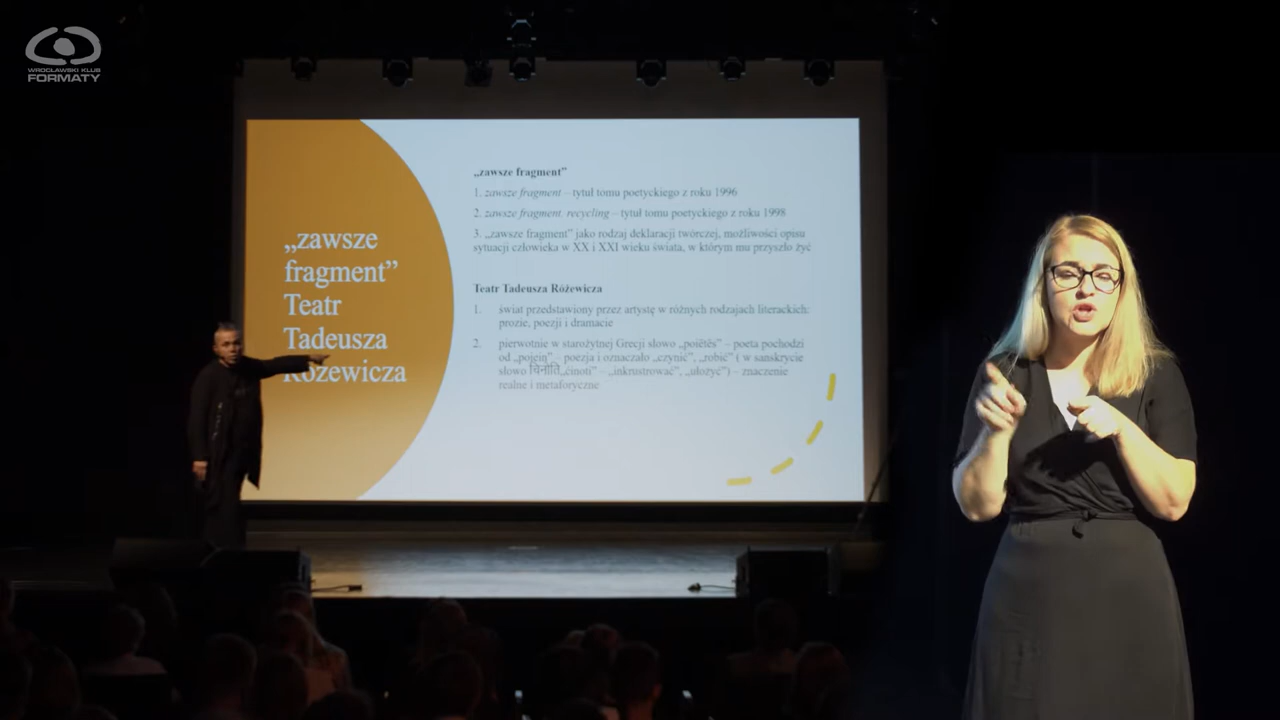 WROCŁAWSKI KLUB
FORMATY
„zawsze
fragment”
Teatr
Tadeusza
Różewicza
„zawsze fragment”
1. zawsze fragment – tytuł tomu poetyckiego z roku 1996
2. zawsze fragment. recycling – tytuł tomu poetyckiego z roku 1998
3. „zawsze fragment” jako rodzaj deklaracji twórczej, możliwości opisu
sytuacji człowieka w XX i XXI wieku świata, w którym mu przyszło żyć
Teatr Tadeusza Różewicza
1. świat przedstawiony przez artystę w różnych rodzajach literackich:
prozie, poezji i dramacie
2. pierwotnie w starożytnej Grecji słowo „poiētēs” – poeta pochodzi
od „pojein” – poezja i oznaczało „czynić”, „robić” ( w sanskrycie
słowo चिनोति„ćinoti” – „inkrustować”, „ułożyć”) – znaczenie
realne i metaforyczne